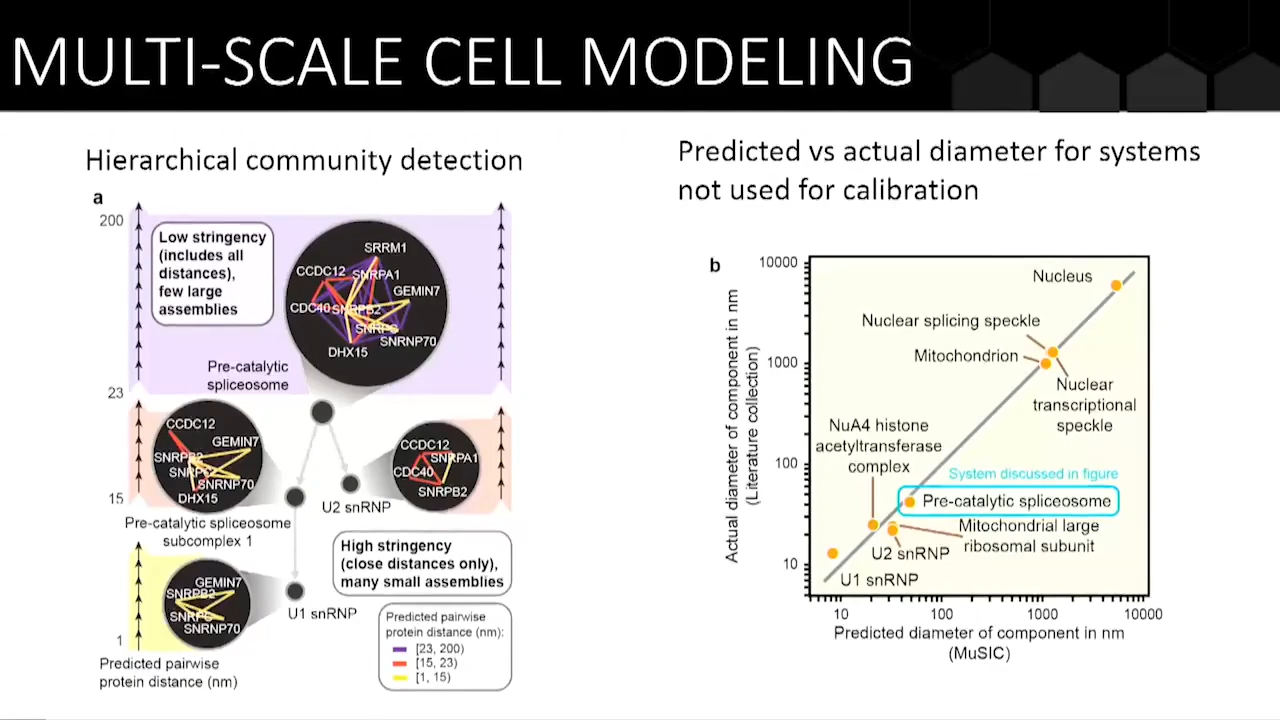 MULTI-SCALE CELL MODELING
Hierarchical community detection
a
200
Low stringency
(includes all
distances),
few large
assemblies
SRRM1
CCDC12
SNRPA1
GEMIN7
CDC40
SNRPB2
SNRPC
SNRNP70
DHX15
Pre-catalytic
spliceosome
23
CCDC12
GEMIN7
SNRPB2
SNRPC
SNRNP70
DHX15
CCDC12
SNRPA1
CDC40
SNRPB2
15
U2 snRNP
Pre-catalytic spliceosome
subcomplex 1
High stringency
(close distances only),
many small assemblies
GEMIN7
SNRPB2
SNRPC
SNRNP70
U1 snRNP
1
Predicted pairwise
protein distance (nm)
Predicted pairwise
protein distance (nm):
[23, 200)
[15, 23)
[1, 15)
Predicted vs actual diameter for systems
not used for calibration
b
Actual diameter of component in nm
(Literature collection)
10000
1000
100
10
Nucleus
Nuclear splicing speckle
Mitochondrion
Nuclear
transcriptional
speckle
NuA4 histone
acetyltransferase
complex
System discussed in figure
Pre-catalytic spliceosome
Mitochondrial large
ribosomal subunit
U2 snRNP
U1 snRNP
10
100
1000
10000
Predicted diameter of component in nm
(MuSIC)